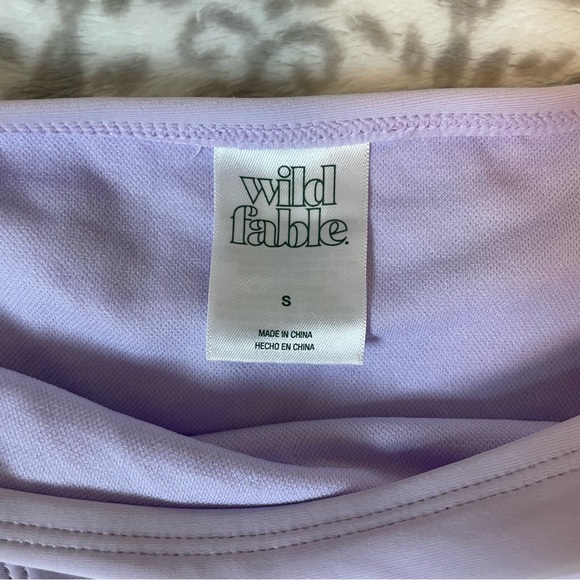 wild
fable.
S
MADE IN CHINA
HECHO EN CHINA